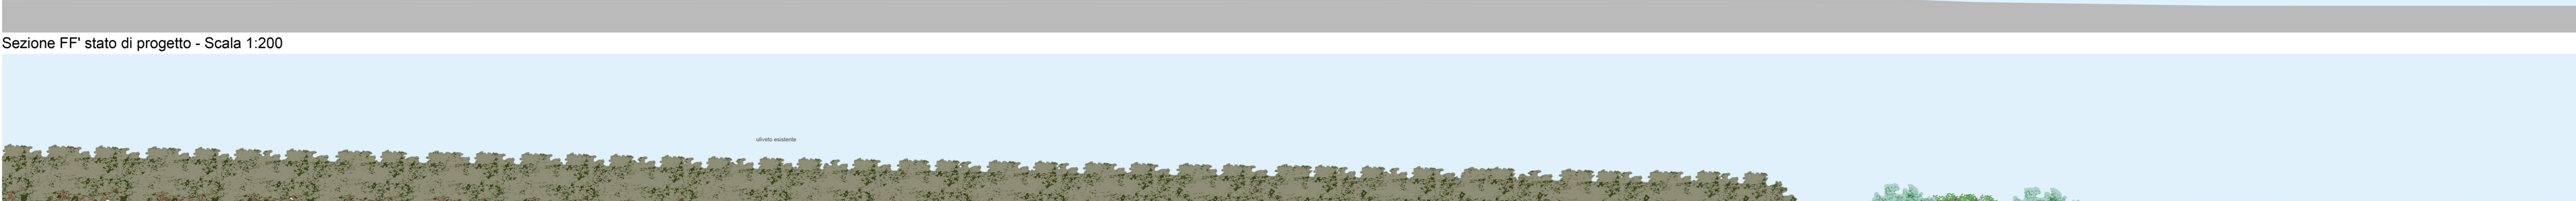 Sezione FF' stato di progetto - Scala 1:200
uliveto esistente